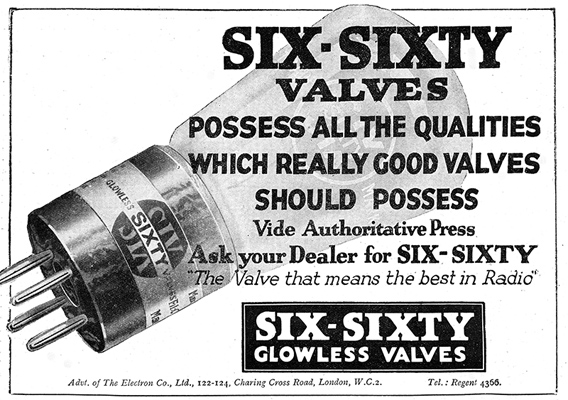 SIX-SIXTY
VALVES
POSSESS ALL THE QUALITIES
WHICH REALLY GOOD VALVES
SHOULD POSSESS
Vide Authoritative Press
Ask your Dealer for SIX-SIXTY
"The Valve that means the best in Radio"
GLOWLESS
SIXTY
SIX-SIXTY
GLOWLESS VALVES
Advt. of The Electron Co., Ltd., 122-124, Charing Cross Road, London, W.C.2. Tel.: Regent 4366.